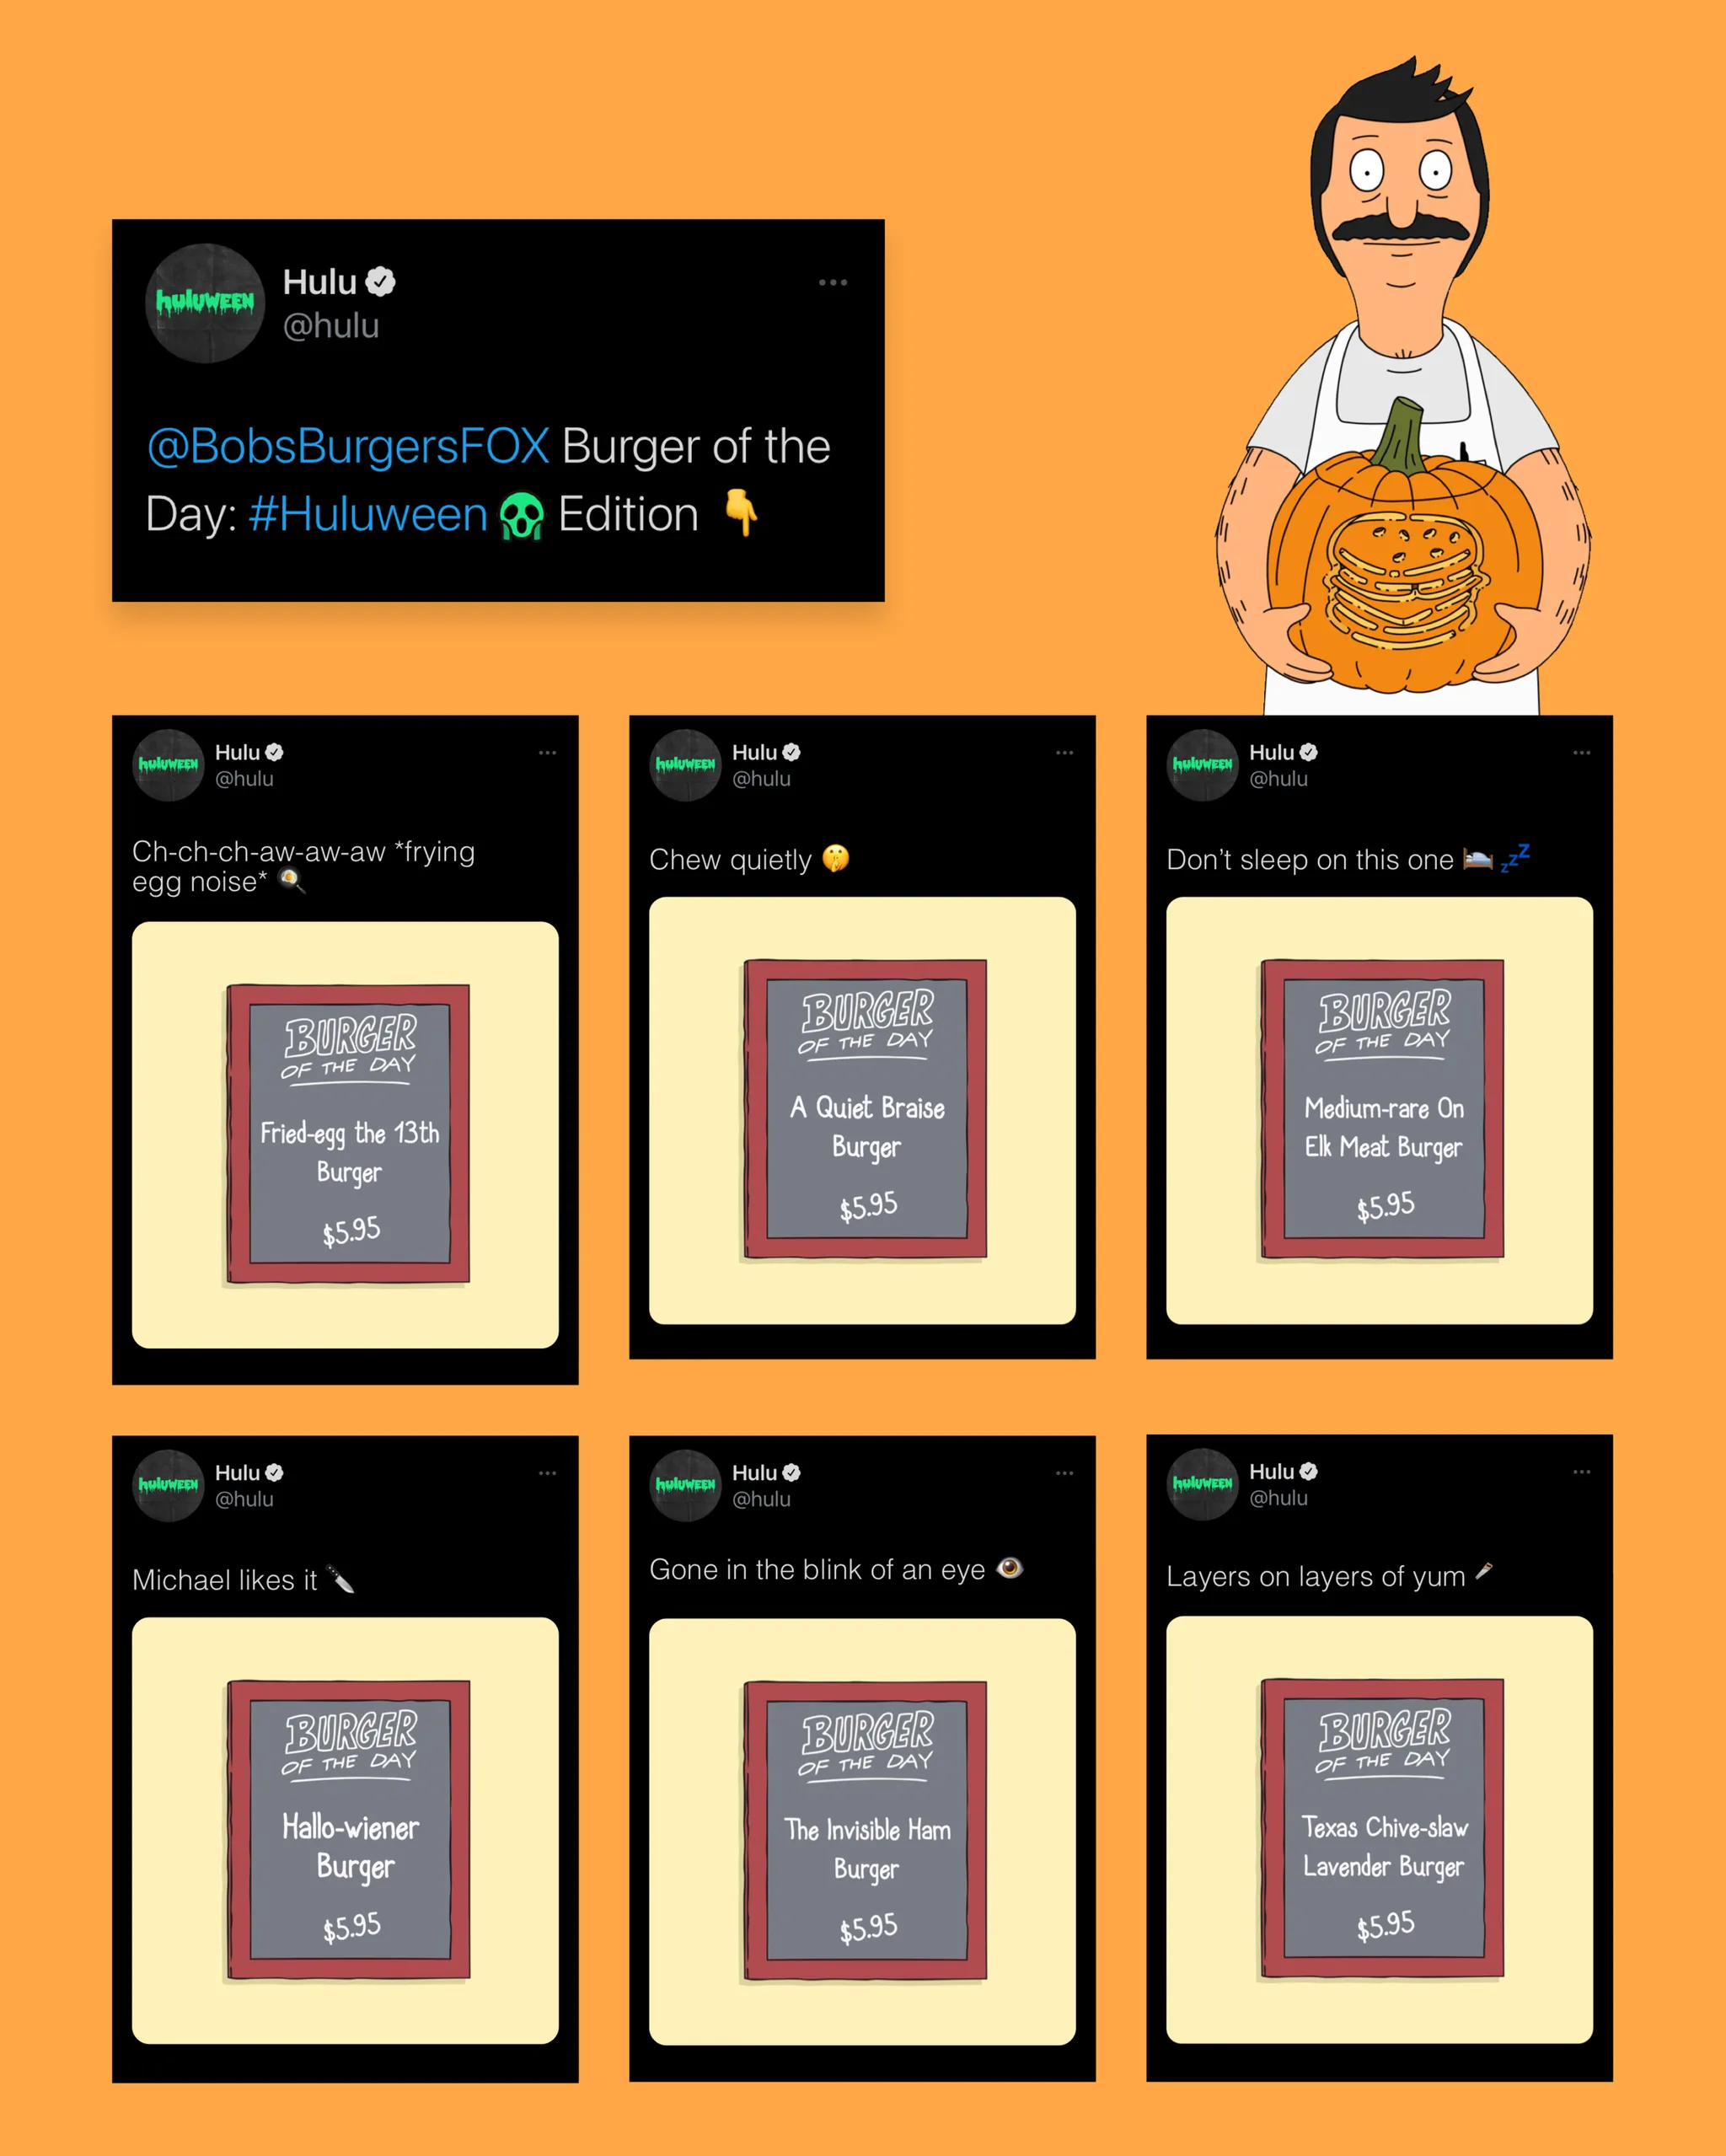 huluween
Hulu
@hulu
@BobsBurgersFOX Burger of the
Day: #Huluween 😱 Edition 👇
huluween
Hulu
@hulu
Ch-ch-ch-aw-aw-aw *frying
egg noise* 🍳
BURGER
OF THE DAY
Fried-egg the 13th
Burger
$5.95
huluween
Hulu
@hulu
Chew quietly 🤫
BURGER
OF THE DAY
A Quiet Braise
Burger
$5.95
huluween
Hulu
@hulu
Don’t sleep on this one 🛌 💤
BURGER
OF THE DAY
Medium-rare On
Elk Meat Burger
$5.95
huluween
Hulu
@hulu
Michael likes it 🔪
BURGER
OF THE DAY
Hallo-wiener
Burger
$5.95
huluween
Hulu
@hulu
Gone in the blink of an eye 👁️
BURGER
OF THE DAY
The Invisible Ham
Burger
$5.95
huluween
Hulu
@hulu
Layers on layers of yum 🪚
BURGER
OF THE DAY
Texas Chive-slaw
Lavender Burger
$5.95